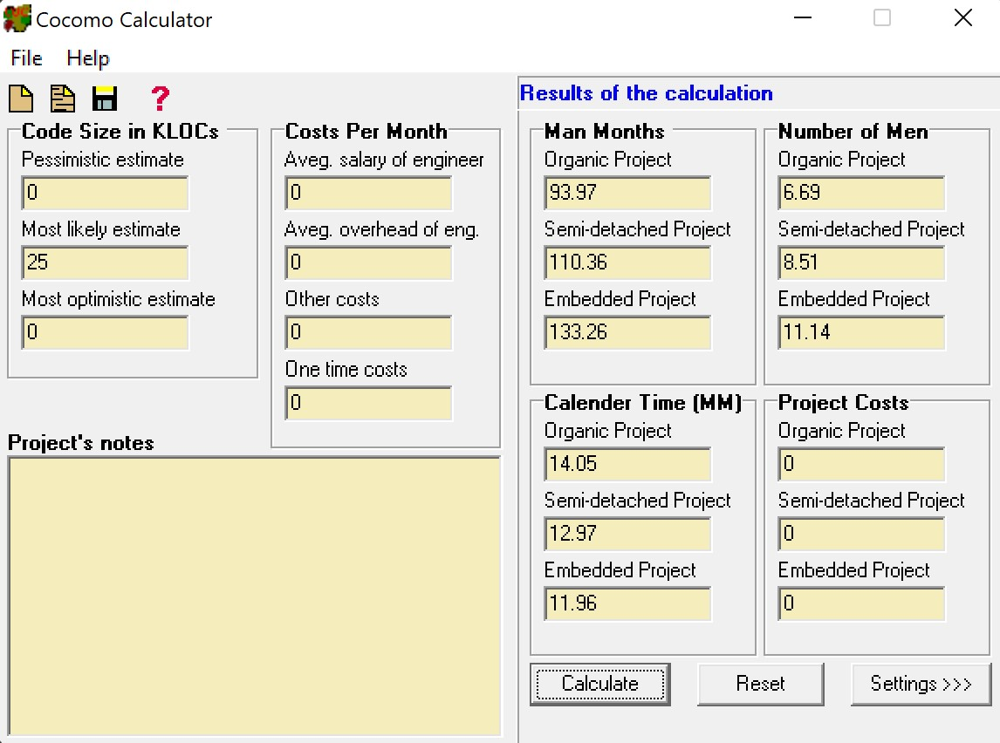 Cocomo Calculator
File Help
?
Code Size in KLOCs
Pessimistic estimate
0
Most likely estimate
25
Most optimistic estimate
0
Costs Per Month
Aveg. salary of engineer
0
Aveg. overhead of eng.
0
Other costs
0
One time costs
0
Project's notes
Results of the calculation
Man Months
Organic Project
93.97
Semi-detached Project
110.36
Embedded Project
133.26
Number of Men
Organic Project
6.69
Semi-detached Project
8.51
Embedded Project
11.14
Calender Time (MM)
Organic Project
14.05
Semi-detached Project
12.97
Embedded Project
11.96
Project Costs
Organic Project
0
Semi-detached Project
0
Embedded Project
0
Calculate
Reset
Settings >>>